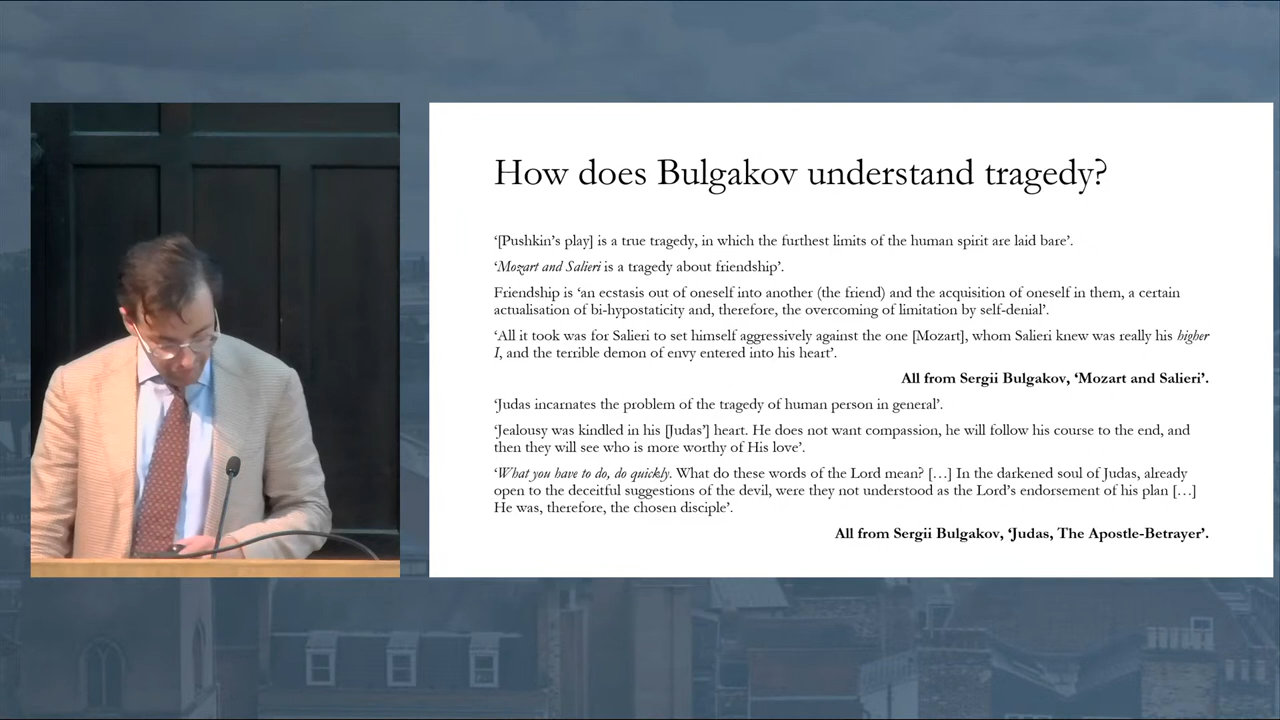 How does Bulgakov understand tragedy?
‘[Pushkin’s play] is a true tragedy, in which the furthest limits of the human spirit are laid bare’.
‘Mozart and Salieri is a tragedy about friendship’.
Friendship is ‘an ecstasis out of oneself into another (the friend) and the acquisition of oneself in them, a certain
actualisation of bi-hypostaticity and, therefore, the overcoming of limitation by self-denial’.
‘All it took was for Salieri to set himself aggressively against the one [Mozart], whom Salieri knew was really his higher
I, and the terrible demon of envy entered into his heart’.
All from Sergii Bulgakov, ‘Mozart and Salieri’.
‘Judas incarnates the problem of the tragedy of human person in general’.
‘Jealousy was kindled in his [Judas’] heart. He does not want compassion, he will follow his course to the end, and
then they will see who is more worthy of His love’.
‘What you have to do, do quickly. What do these words of the Lord mean? […] In the darkened soul of Judas, already
open to the deceitful suggestions of the devil, were they not understood as the Lord’s endorsement of his plan […]
He was, therefore, the chosen disciple’.
All from Sergii Bulgakov, ‘Judas, The Apostle-Betrayer’.